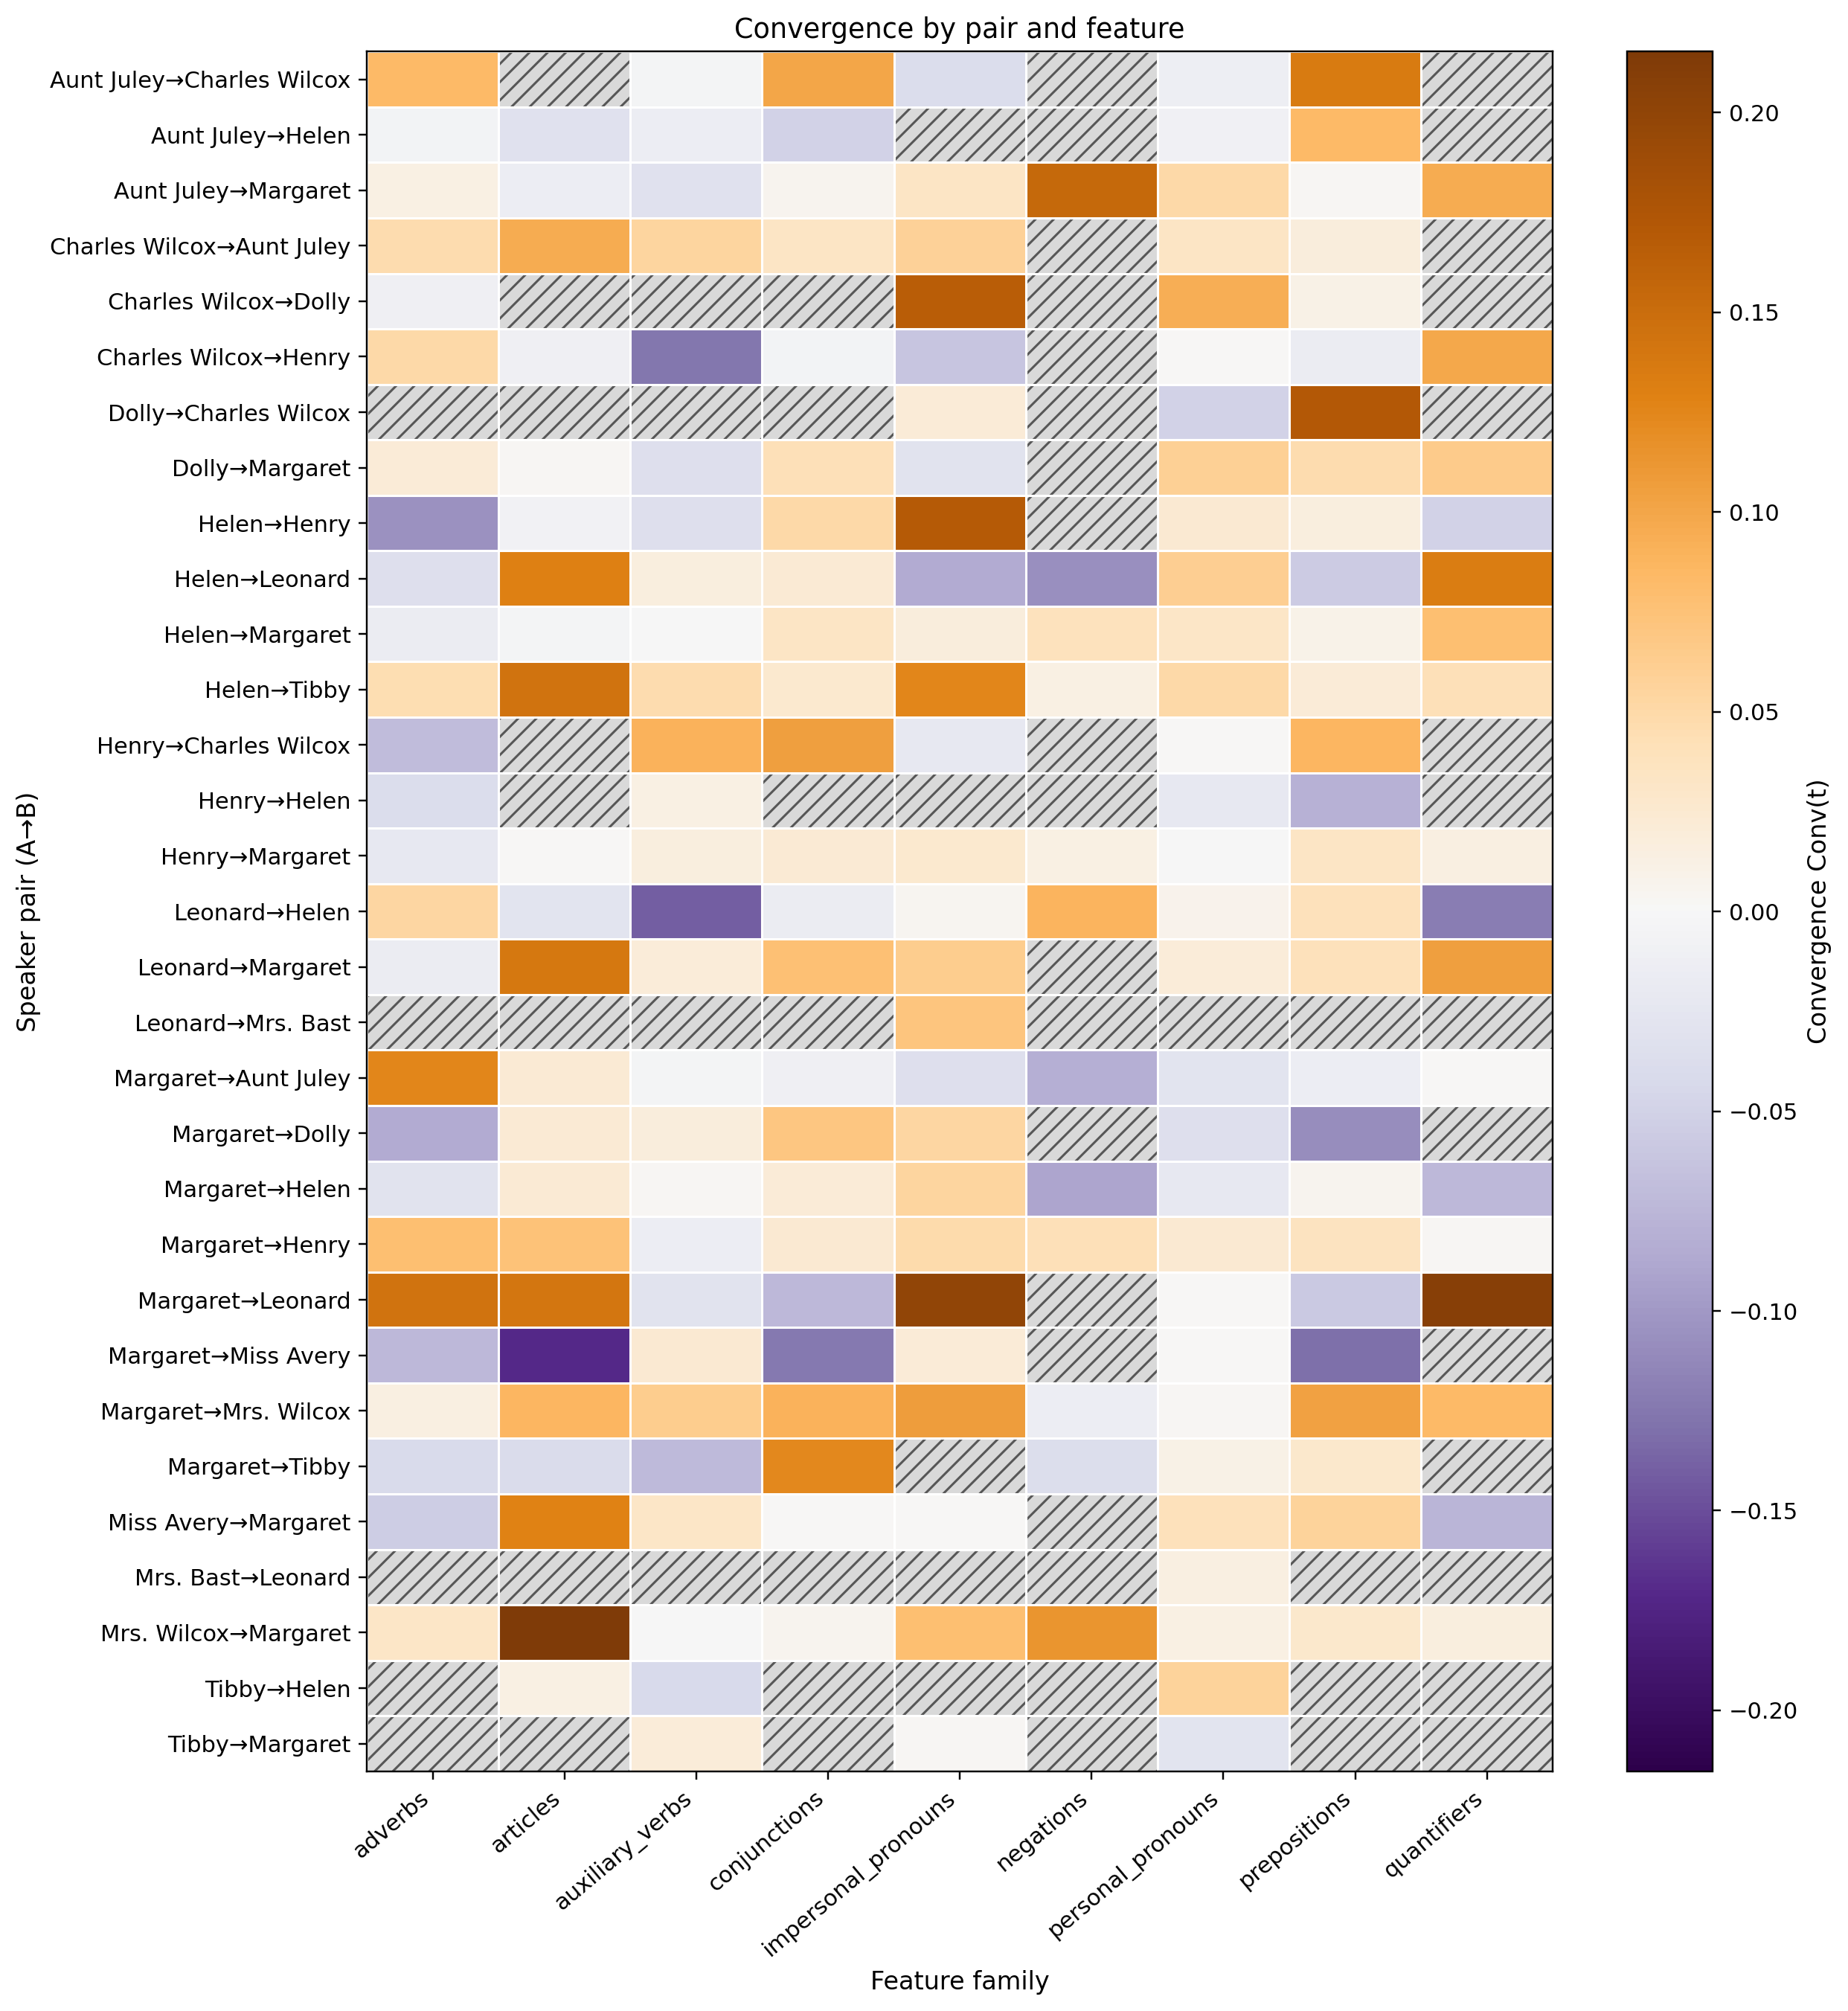 Convergence by pair and feature
Speaker pair (A→B)
Aunt Juley→Charles Wilcox
Aunt Juley→Helen
Aunt Juley→Margaret
Charles Wilcox→Aunt Juley
Charles Wilcox→Dolly
Charles Wilcox→Henry
Dolly→Charles Wilcox
Dolly→Margaret
Helen→Henry
Helen→Leonard
Helen→Margaret
Helen→Tibby
Henry→Charles Wilcox
Henry→Helen
Henry→Margaret
Leonard→Helen
Leonard→Margaret
Leonard→Mrs. Bast
Margaret→Aunt Juley
Margaret→Dolly
Margaret→Helen
Margaret→Henry
Margaret→Leonard
Margaret→Miss Avery
Margaret→Mrs. Wilcox
Margaret→Tibby
Miss Avery→Margaret
Mrs. Bast→Leonard
Mrs. Wilcox→Margaret
Tibby→Helen
Tibby→Margaret
adverbs
articles
auxiliary_verbs
conjunctions
impersonal_pronouns
negations
personal_pronouns
prepositions
quantifiers
Feature family
0.20
0.15
0.10
0.05
0.00
−0.05
−0.10
−0.15
−0.20
Convergence Conv(t)